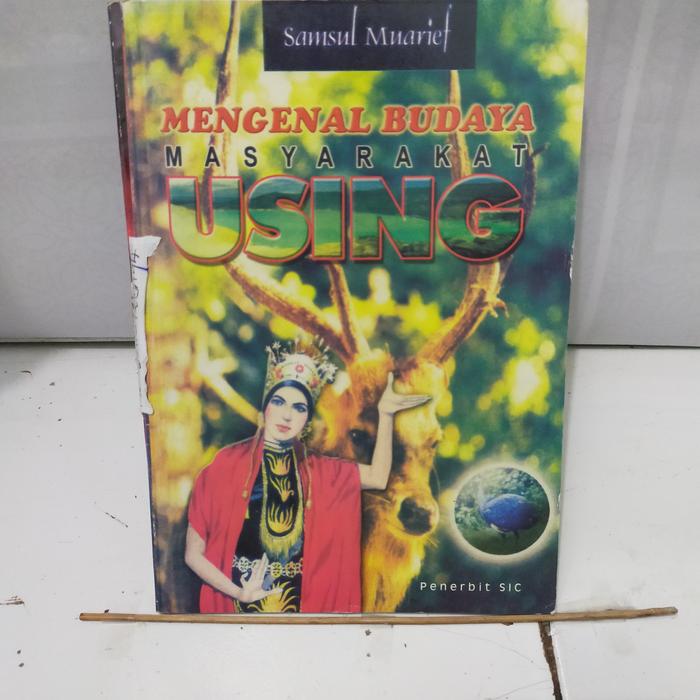 Samsul Muarief
MENGENAL BUDAYA
MASYARAKAT
USING
Penerbit SIC